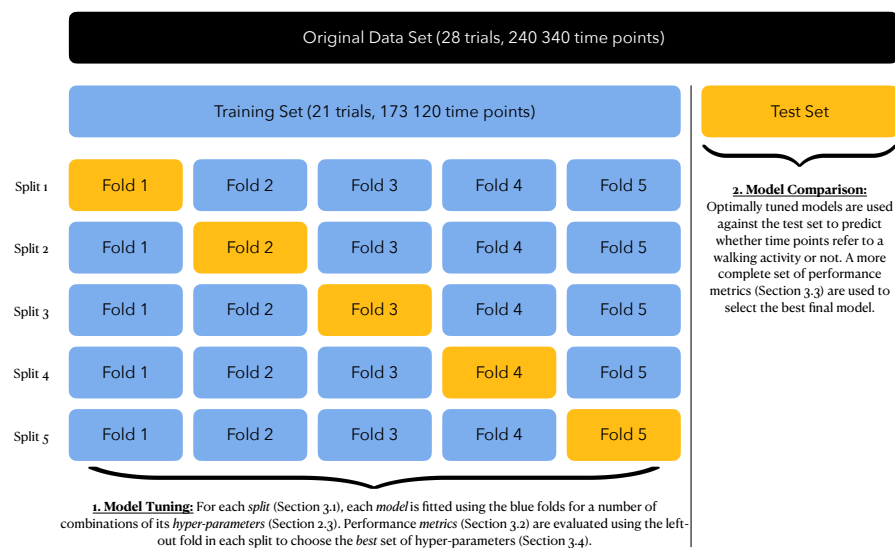 Original Data Set (28 trials, 240 340 time points)
Training Set (21 trials, 173 120 time points)
Test Set
Split 1
Fold 1
Fold 2
Fold 3
Fold 4
Fold 5
Split 2
Fold 1
Fold 2
Fold 3
Fold 4
Fold 5
Split 3
Fold 1
Fold 2
Fold 3
Fold 4
Fold 5
Split 4
Fold 1
Fold 2
Fold 3
Fold 4
Fold 5
Split 5
Fold 1
Fold 2
Fold 3
Fold 4
Fold 5
1. Model Tuning: For each split (Section 3.1), each model is fitted using the blue folds for a number of
combinations of its hyper-parameters (Section 2.3). Performance metrics (Section 3.2) are evaluated using the left-
out fold in each split to choose the best set of hyper-parameters (Section 3.4).
2. Model Comparison:
Optimally tuned models are used
against the test set to predict
whether time points refer to a
walking activity or not. A more
complete set of performance
metrics (Section 3.3) are used to
select the best final model.